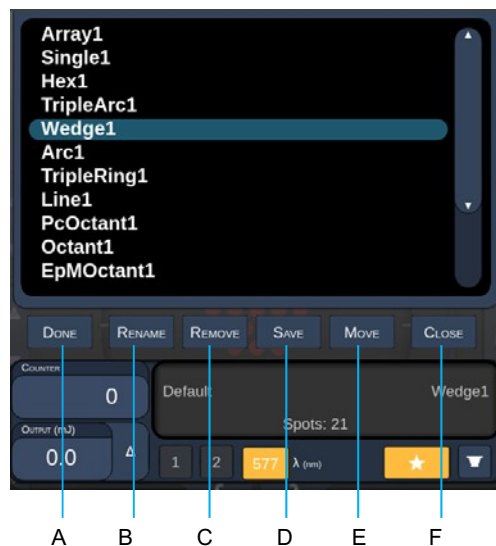 Array1
Single1
Hex1
TripleArc1
Wedge1
Arc1
TripleRing1
Line1
PcOctant1
Octant1
EpMOctant1
DONE RENAME REMOVE SAVE MOVE CLOSE
COUNTER
0
Default Wedge1
Spots: 21
OUTPUT (mJ)
0.0 Δ
1 2 577 λ (nm)
A B C D E F